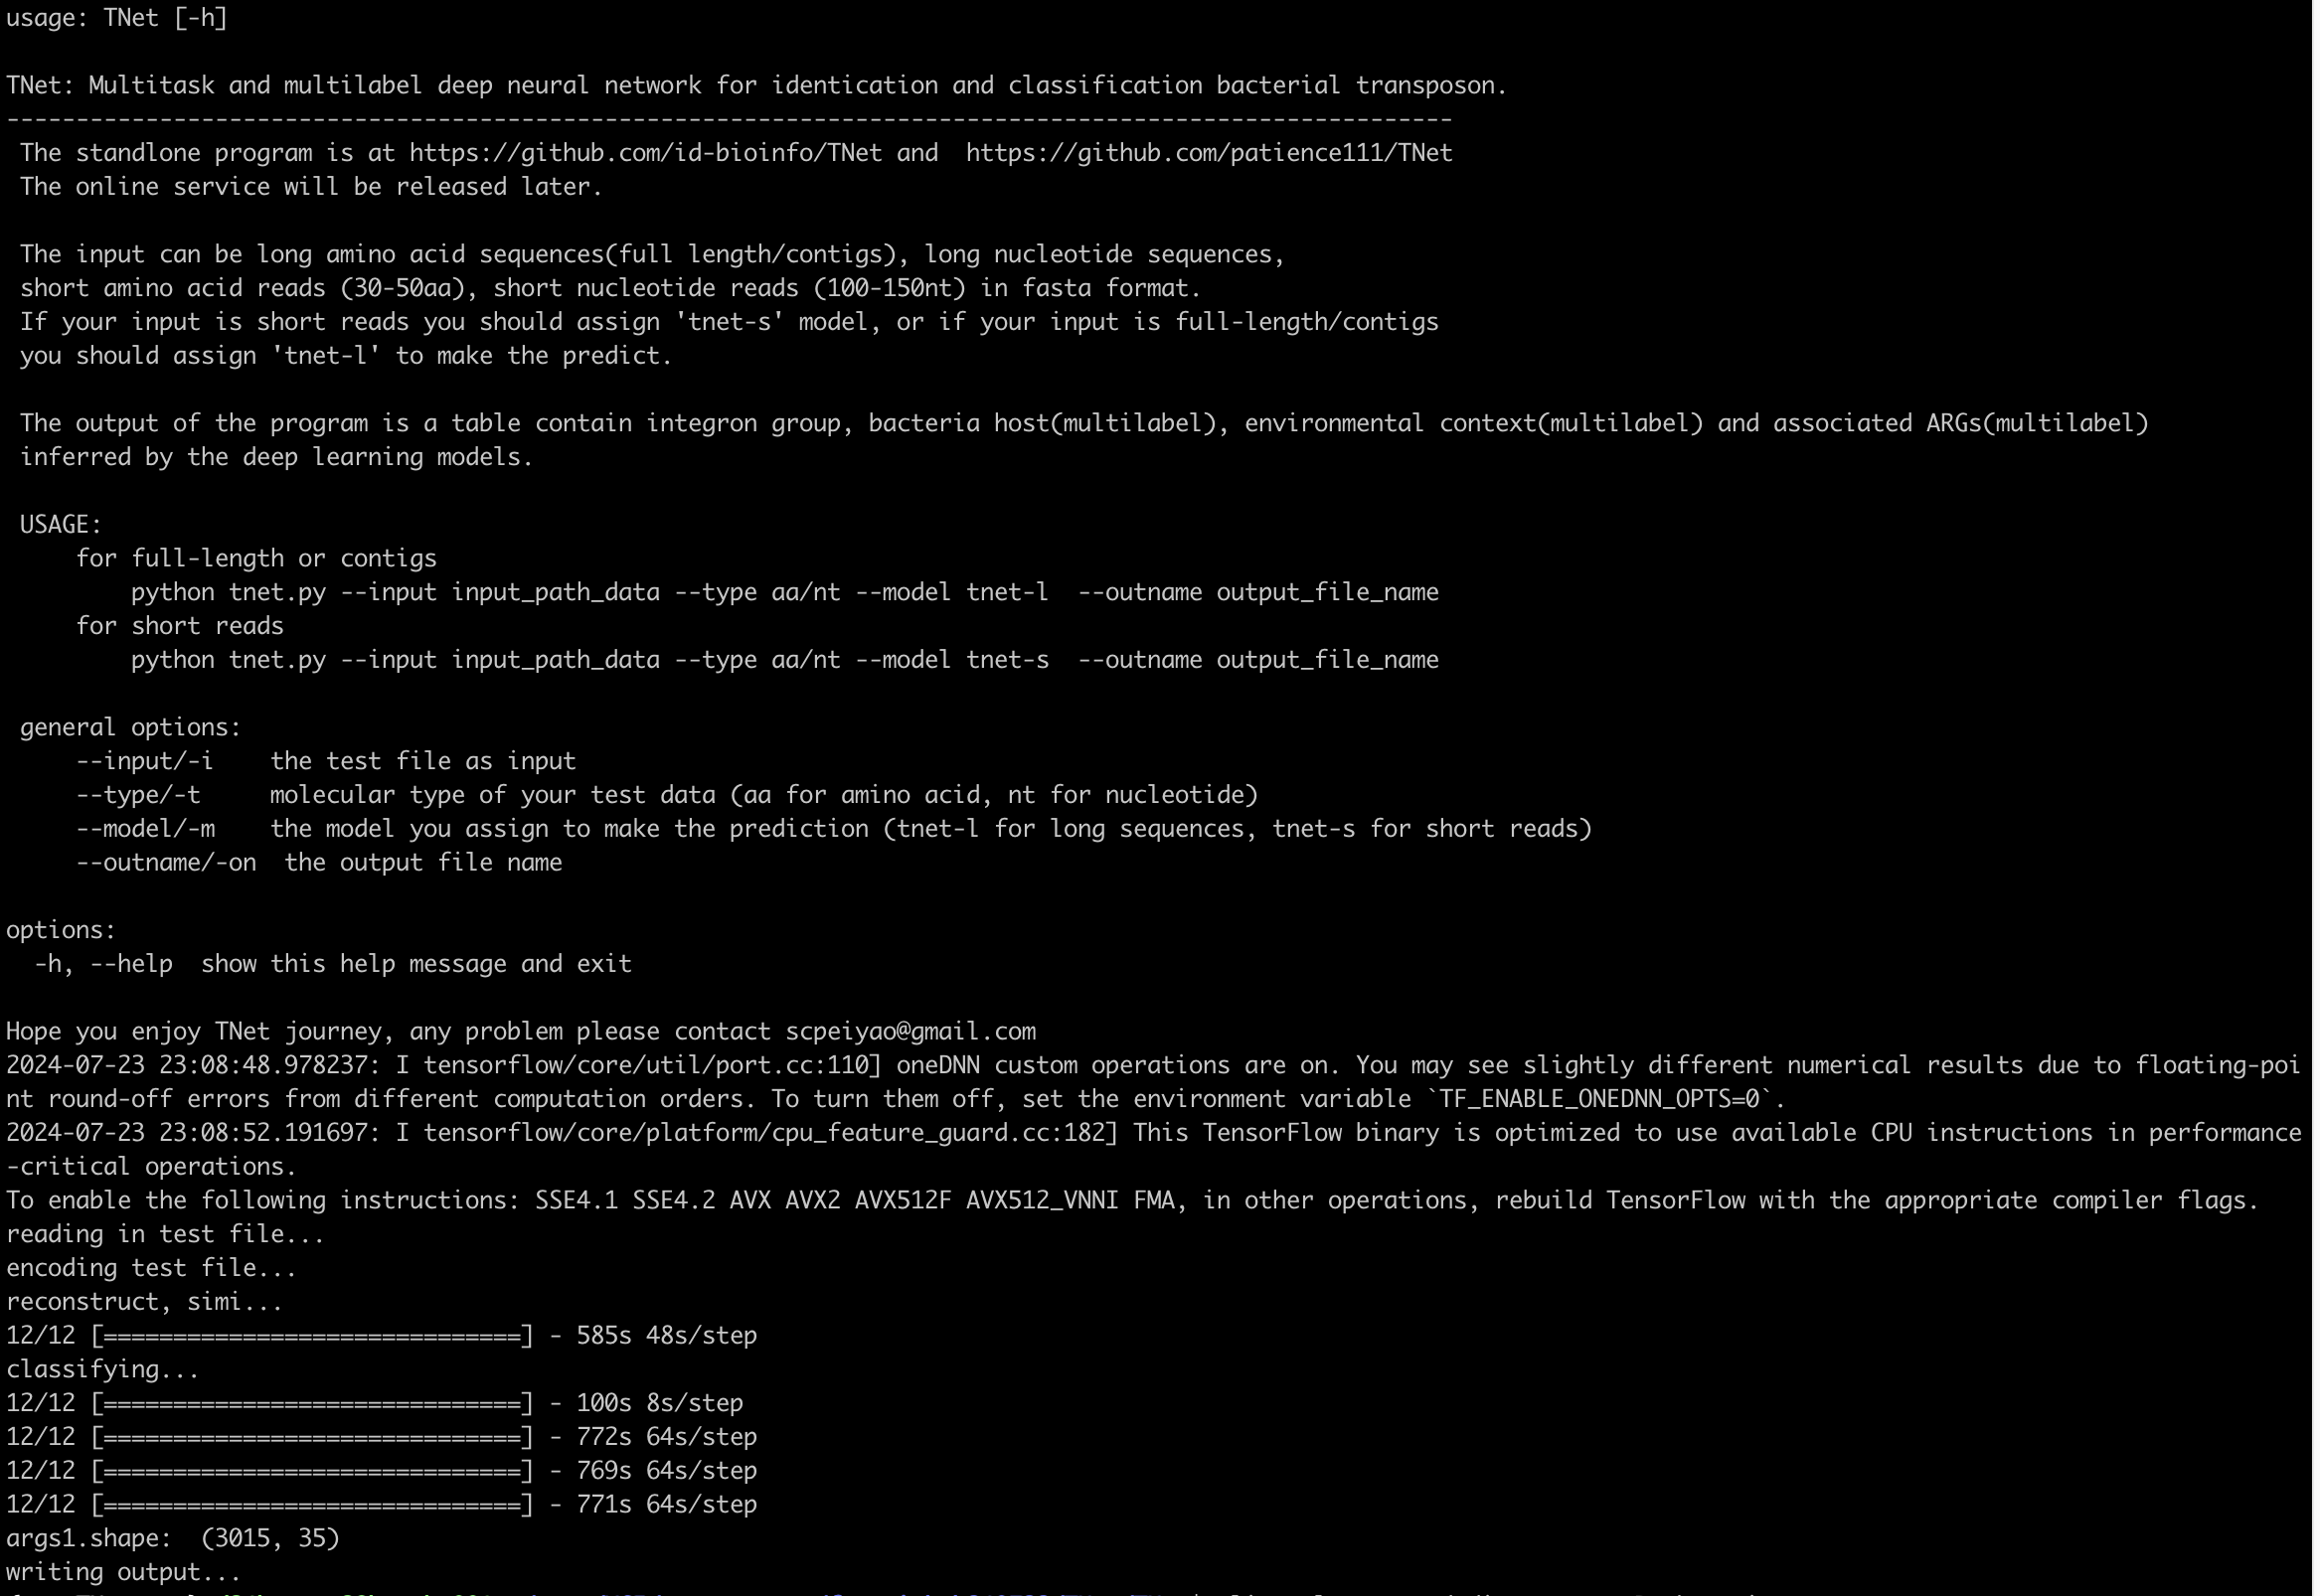 usage: TNet [-h]
TNet: Multitask and multilabel deep neural network for identication and classification bacterial transposon.
--------------------------------------------------------------------------------------------------------
The standlone program is at https://github.com/id-bioinfo/TNet and  https://github.com/patience111/TNet
The online service will be released later.
The input can be long amino acid sequences(full length/contigs), long nucleotide sequences,
short amino acid reads (30-50aa), short nucleotide reads (100-150nt) in fasta format.
If your input is short reads you should assign 'tnet-s' model, or if your input is full-length/contigs
you should assign 'tnet-l' to make the predict.
The output of the program is a table contain integron group, bacteria host(multilabel), environmental context(multilabel) and associated ARGs(multilabel)
inferred by the deep learning models.
USAGE:
for full-length or contigs
python tnet.py --input input_path_data --type aa/nt --model tnet-l  --outname output_file_name
for short reads
python tnet.py --input input_path_data --type aa/nt --model tnet-s  --outname output_file_name
general options:
--input/-i    the test file as input
--type/-t     molecular type of your test data (aa for amino acid, nt for nucleotide)
--model/-m    the model you assign to make the prediction (tnet-l for long sequences, tnet-s for short reads)
--outname/-on  the output file name
options:
-h, --help  show this help message and exit
Hope you enjoy TNet journey, any problem please contact scpeiyao@gmail.com
2024-07-23 23:08:48.978237: I tensorflow/core/util/port.cc:110] oneDNN custom operations are on. You may see slightly different numerical results due to floating-poi
nt round-off errors from different computation orders. To turn them off, set the environment variable `TF_ENABLE_ONEDNN_OPTS=0`.
2024-07-23 23:08:52.191697: I tensorflow/core/platform/cpu_feature_guard.cc:182] This TensorFlow binary is optimized to use available CPU instructions in performance
-critical operations.
To enable the following instructions: SSE4.1 SSE4.2 AVX AVX2 AVX512F AVX512_VNNI FMA, in other operations, rebuild TensorFlow with the appropriate compiler flags.
reading in test file...
encoding test file...
reconstruct, simi...
12/12 [==============================] - 585s 48s/step
classifying...
12/12 [==============================] - 100s 8s/step
12/12 [==============================] - 772s 64s/step
12/12 [==============================] - 769s 64s/step
12/12 [==============================] - 771s 64s/step
args1.shape:  (3015, 35)
writing output...